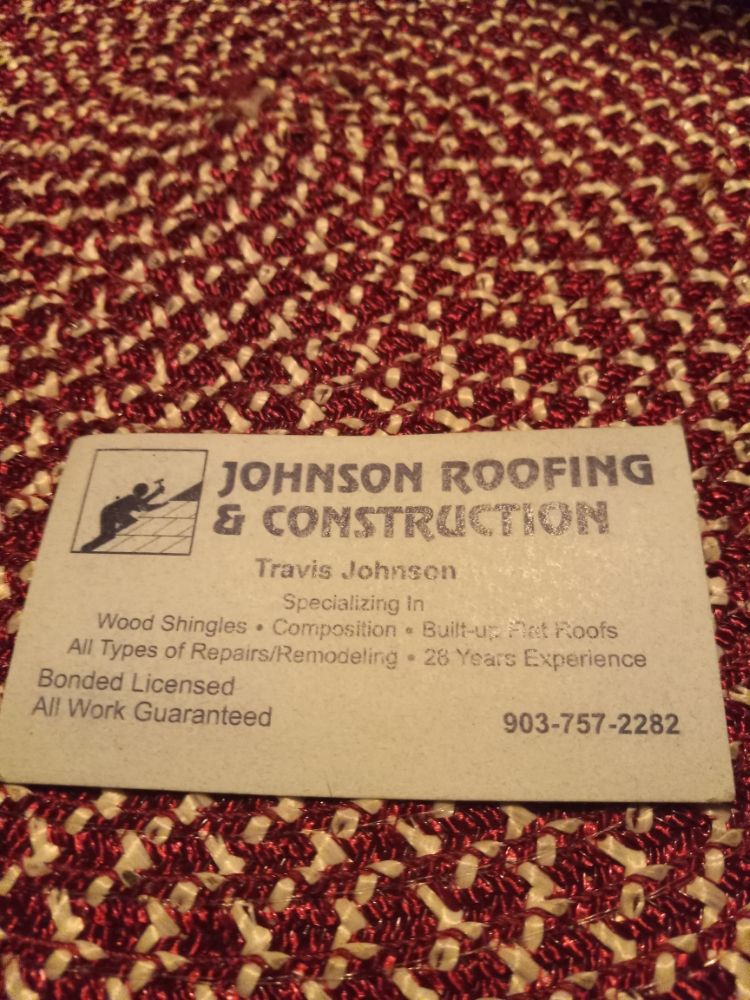 JOHNSON ROOFING
& CONSTRUCTION
Travis Johnson
Specializing In
Wood Shingles • Composition • Built-up Flat Roofs
All Types of Repairs/Remodeling • 28 Years Experience
Bonded Licensed
All Work Guaranteed
903-757-2282